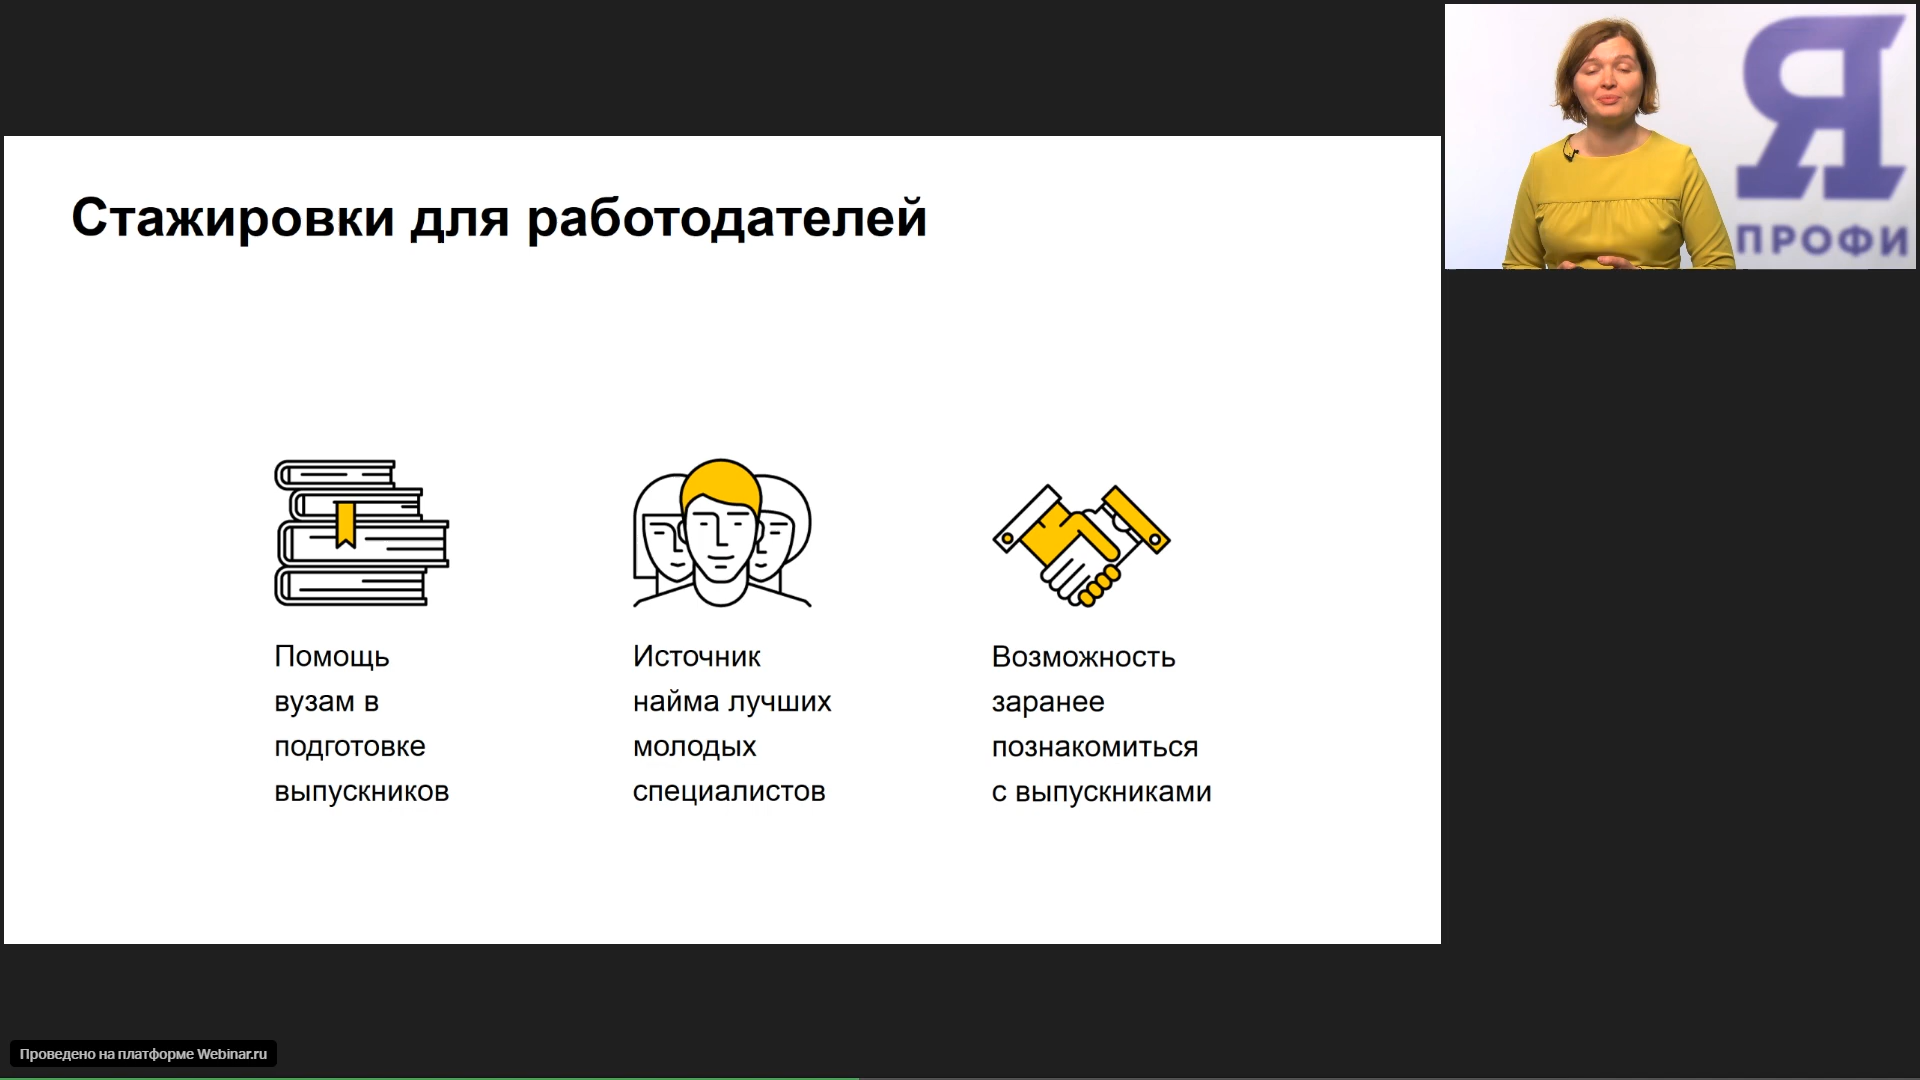 Стажировки для работодателей
Помощь
вузам в
подготовке
выпускников
Источник
найма лучших
молодых
специалистов
Возможность
заранее
познакомиться
с выпускниками
Я
ПРОФИ
Проведено на платформе Webinar.ru